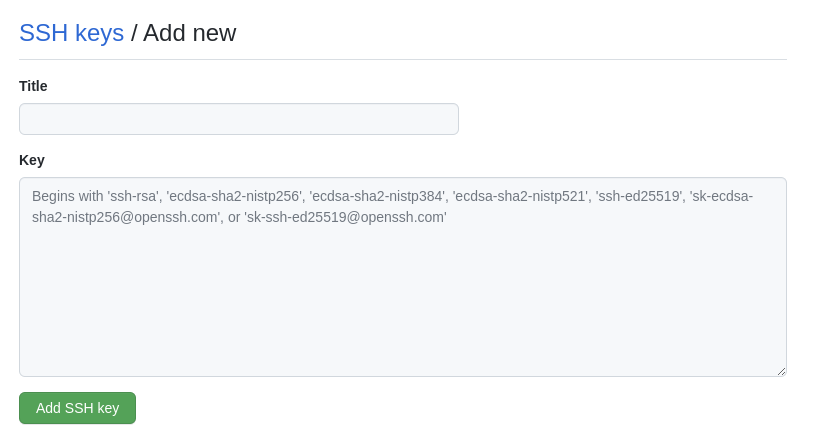 SSH keys / Add new
Title
Key
Begins with 'ssh-rsa', 'ecdsa-sha2-nistp256', 'ecdsa-sha2-nistp384', 'ecdsa-sha2-nistp521', 'ssh-ed25519', 'sk-ecdsa-
sha2-nistp256@openssh.com', or 'sk-ssh-ed25519@openssh.com'
Add SSH key